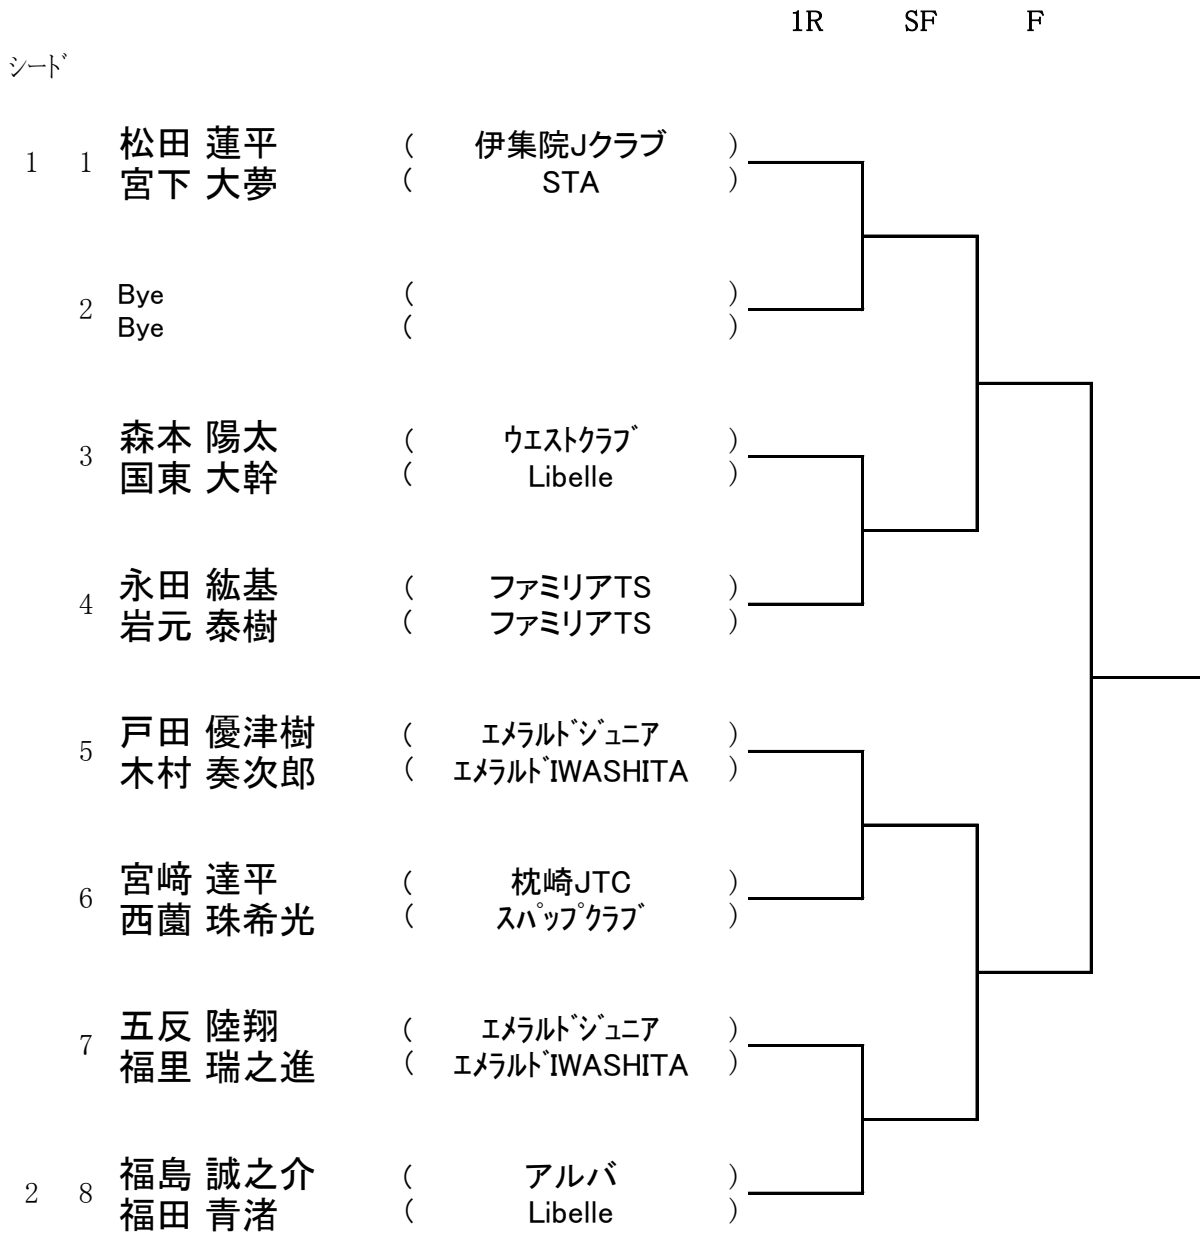 1R SF F
シード
1 1 松田 蓮平 ( 伊集院Jクラブ )
宮下 大夢 ( STA )
2 Bye ( )
Bye ( )
3 森本 陽太 ( ウエストクラブ )
国東 大幹 ( Libelle )
4 永田 紘基 ( ファミリアTS )
岩元 泰樹 ( ファミリアTS )
5 戸田 優津樹 ( エメラルドジュニア )
木村 奏次郎 ( エメラルドIWASHITA )
6 宮﨑 達平 ( 枕崎JTC )
西薗 珠希光 ( スパップクラブ )
7 五反 陸翔 ( エメラルドジュニア )
福里 瑞之進 ( エメラルドIWASHITA )
2 8 福島 誠之介 ( アルバ )
福田 青渚 ( Libelle )